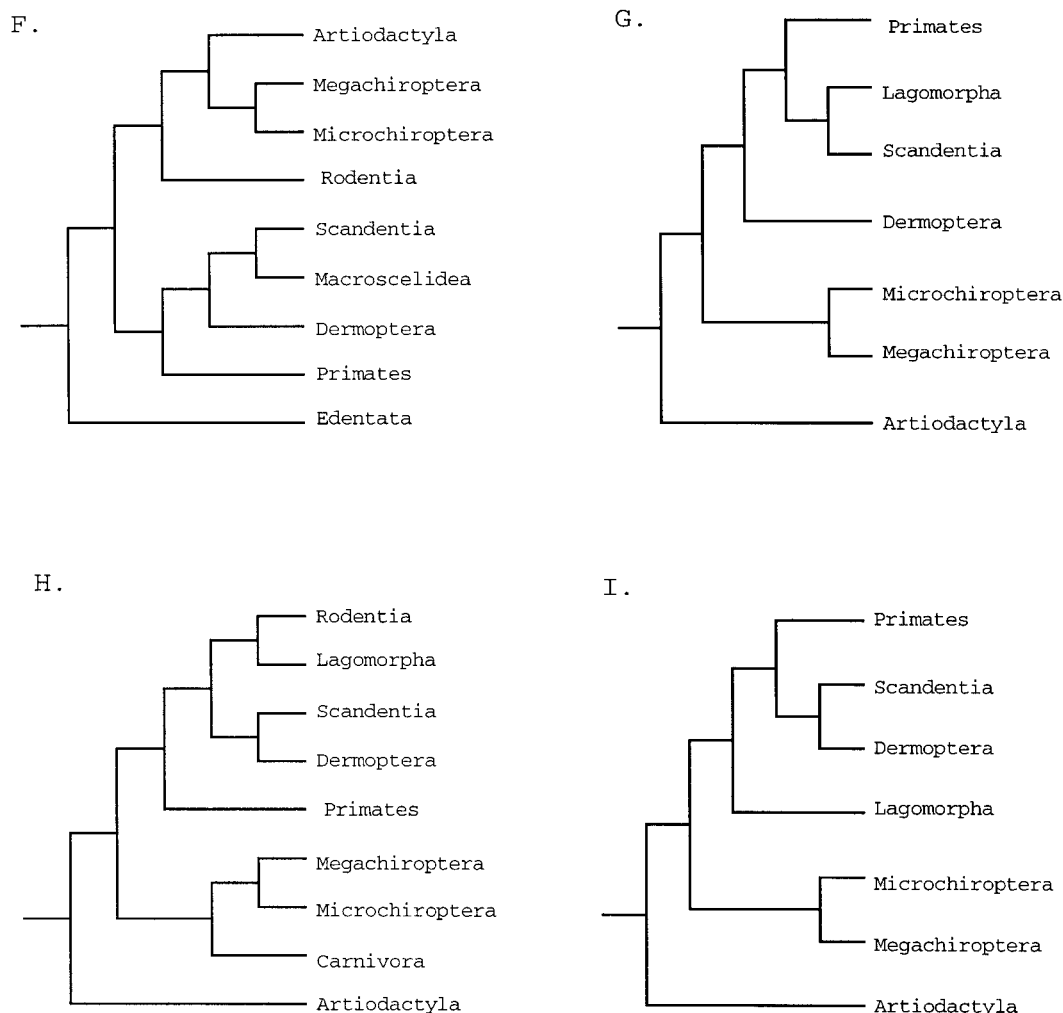 F.
Artiodactyla
Megachiroptera
Microchiroptera
Rodentia
Scandentia
Macroscelidea
Dermoptera
Primates
Edentata
G.
Primates
Lagomorpha
Scandentia
Dermoptera
Microchiroptera
Megachiroptera
Artiodactyla
H.
Rodentia
Lagomorpha
Scandentia
Dermoptera
Primates
Megachiroptera
Microchiroptera
Carnivora
Artiodactyla
I.
Primates
Scandentia
Dermoptera
Lagomorpha
Microchiroptera
Megachiroptera
Artiodactyla